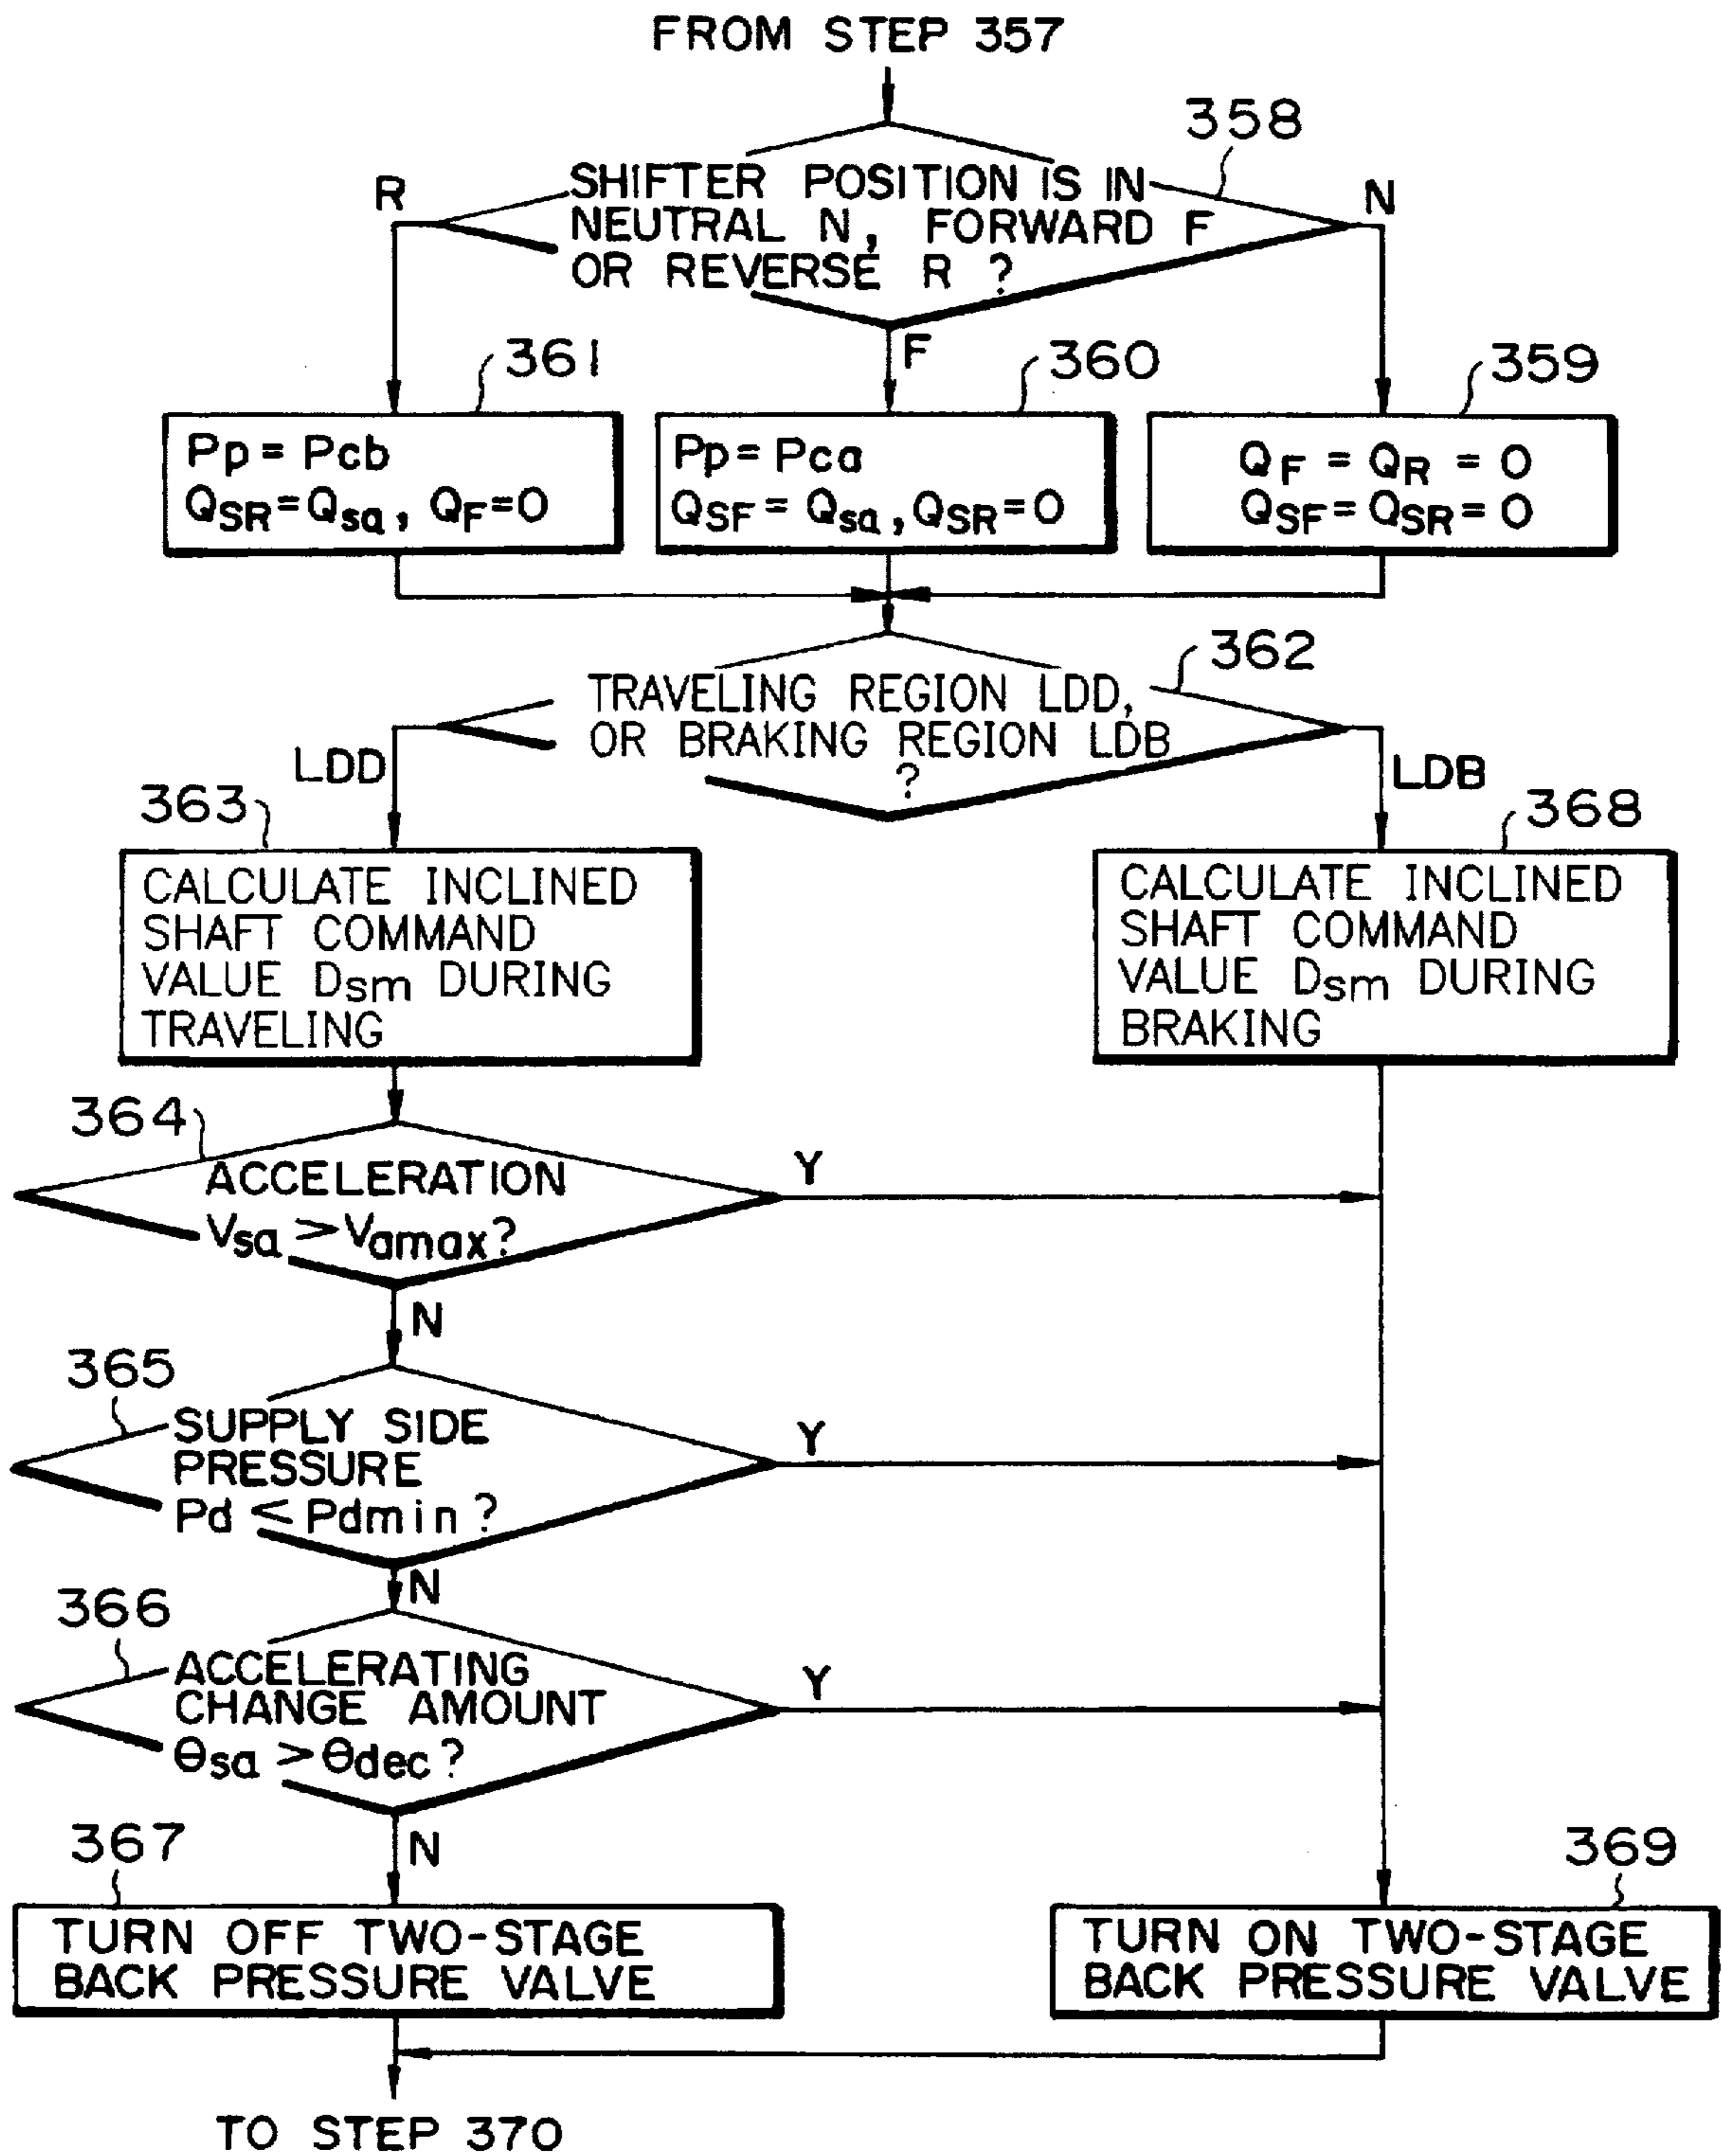 FROM STEP 357
358
SHIFTER POSITION IS IN
NEUTRAL N, FORWARD F
OR REVERSE R ?
R
N
F
361
360
359
Pp = Pcb
QSR = Qsa, QF = 0
Pp = Pca
QSF = Qsa, QSR = 0
QF = QR = 0
QSF = QSR = 0
362
TRAVELING REGION LDD,
OR BRAKING REGION LDB
?
LDD
LDB
363
CALCULATE INCLINED
SHAFT COMMAND
VALUE Dsm DURING
TRAVELING
368
CALCULATE INCLINED
SHAFT COMMAND
VALUE Dsm DURING
BRAKING
364
ACCELERATION
Vsa > Vamax?
Y
N
365
SUPPLY SIDE
PRESSURE
Pd < Pdmin?
Y
N
366
ACCELERATING
CHANGE AMOUNT
Θsa > Θdec?
Y
N
367
TURN OFF TWO-STAGE
BACK PRESSURE VALVE
369
TURN ON TWO-STAGE
BACK PRESSURE VALVE
TO STEP 370